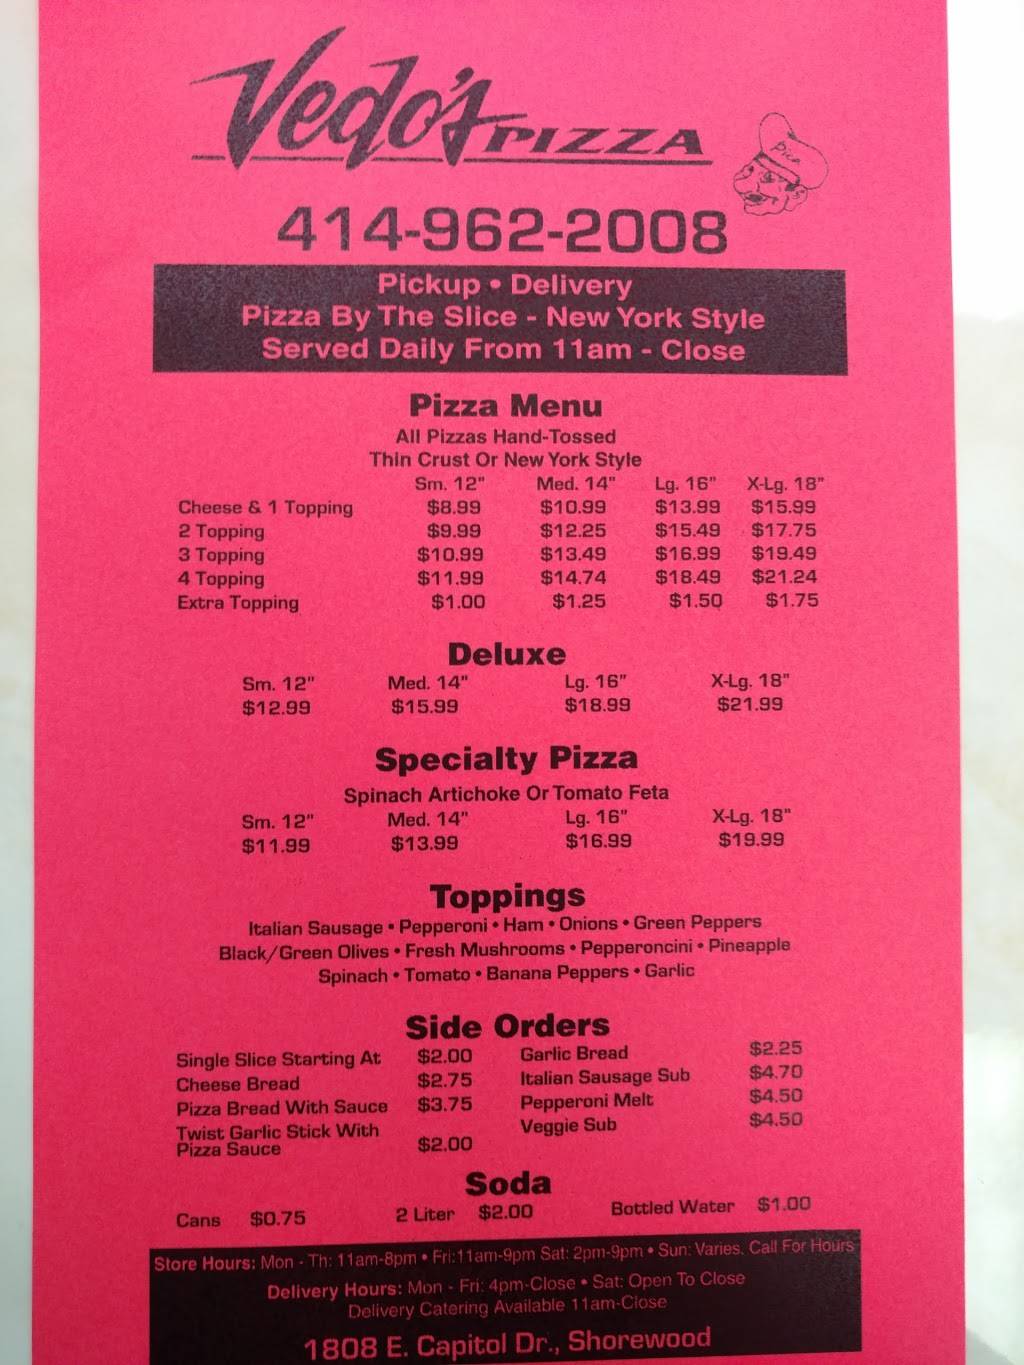 Vedo's PIZZA
Pica
414-962-2008
Pickup • Delivery
Pizza By The Slice - New York Style
Served Daily From 11am - Close
Pizza Menu
All Pizzas Hand-Tossed
Thin Crust Or New York Style
Sm. 12" Med. 14" Lg. 16" X-Lg. 18"
Cheese & 1 Topping $8.99 $10.99 $13.99 $15.99
2 Topping $9.99 $12.25 $15.49 $17.75
3 Topping $10.99 $13.49 $16.99 $19.49
4 Topping $11.99 $14.74 $18.49 $21.24
Extra Topping $1.00 $1.25 $1.50 $1.75
Deluxe
Sm. 12" Med. 14" Lg. 16" X-Lg. 18"
$12.99 $15.99 $18.99 $21.99
Specialty Pizza
Spinach Artichoke Or Tomato Feta
Sm. 12" Med. 14" Lg. 16" X-Lg. 18"
$11.99 $13.99 $16.99 $19.99
Toppings
Italian Sausage • Pepperoni • Ham • Onions • Green Peppers
Black/Green Olives • Fresh Mushrooms • Pepperoncini • Pineapple
Spinach • Tomato • Banana Peppers • Garlic
Side Orders
Single Slice Starting At $2.00 Garlic Bread $2.25
Cheese Bread $2.75 Italian Sausage Sub $4.70
Pizza Bread With Sauce $3.75 Pepperoni Melt $4.50
Twist Garlic Stick With Veggie Sub $4.50
Pizza Sauce $2.00
Soda
Cans $0.75 2 Liter $2.00 Bottled Water $1.00
Store Hours: Mon - Th: 11am-8pm • Fri:11am-9pm Sat: 2pm-9pm • Sun: Varies. Call For Hours
Delivery Hours: Mon - Fri: 4pm-Close • Sat: Open To Close
Delivery Catering Available 11am-Close
1808 E. Capitol Dr., Shorewood